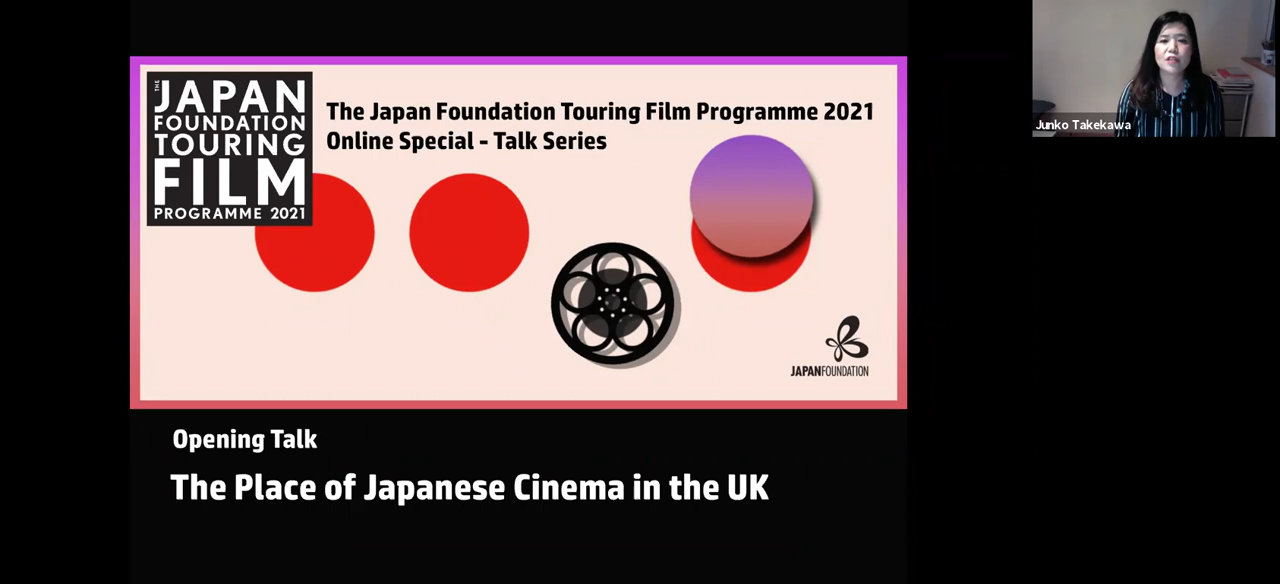 THE
JAPAN
FOUNDATION
TOURING
FILM
PROGRAMME 2021
The Japan Foundation Touring Film Programme 2021
Online Special - Talk Series
JAPANFOUNDATION
Opening Talk
The Place of Japanese Cinema in the UK
Junko Takekawa